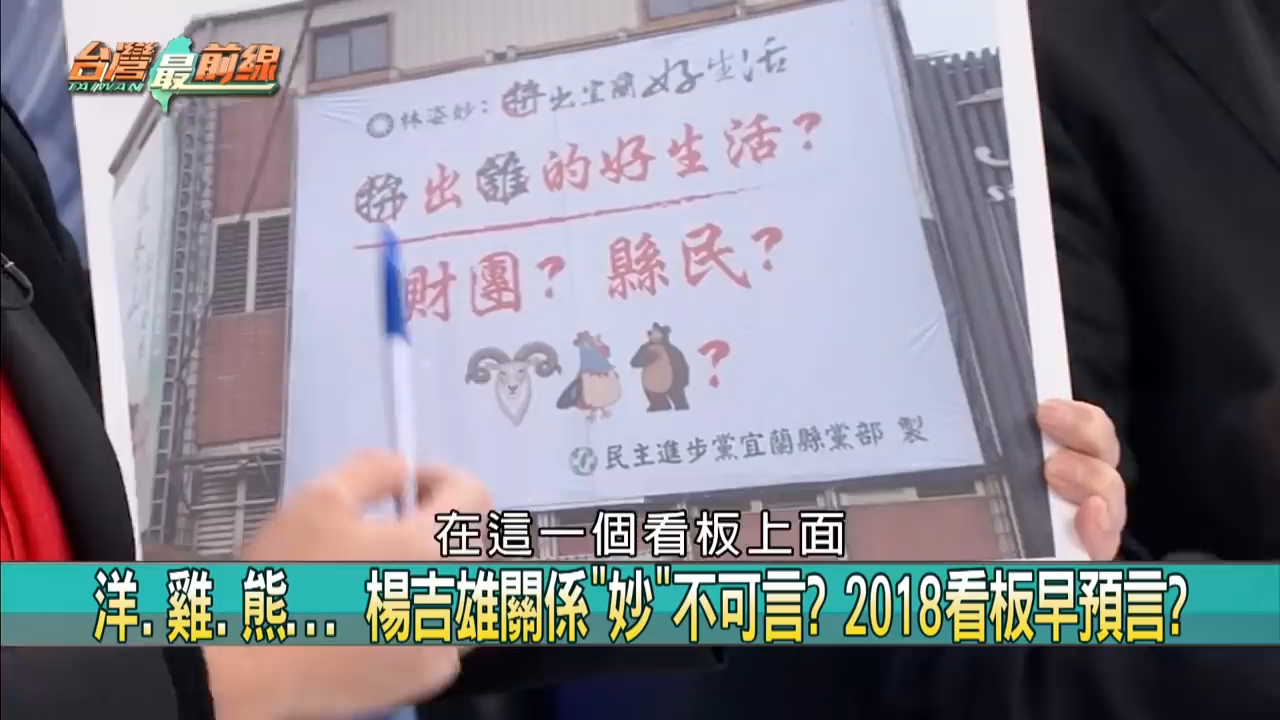 台灣最前線
TAIWAN
林姿妙：拚出宜蘭好生活
拚出誰的好生活？
財團？縣民？
？
民主進步黨宜蘭縣黨部 製
在這一個看板上面
洋.雞.熊... 楊吉雄關係"妙"不可言? 2018看板早預言?